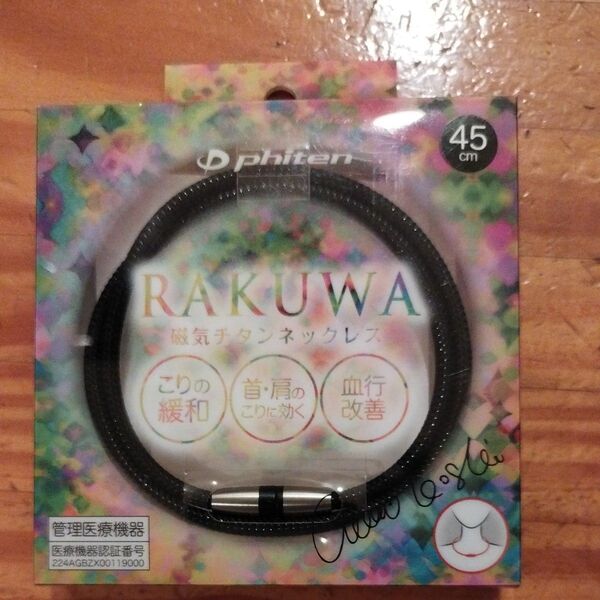 phiten
45
cm
RAKUWA
磁気チタンネックレス
こりの
緩和
首・肩の
こりに効く
血行
改善
管理医療機器
医療機器認証番号
224AGBZX00119000